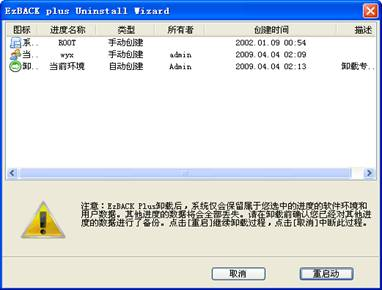 EzBACK plus Uninstall Wizard
图标 进度名称 类型 所有者 创建时间 描述
系.. ROOT 手动创建 2002.01.09 00:54
当.. wyx 手动创建 admin 2009.04.04 02:09
卸.. 当前环境 自动创建 Admin 2009.04.04 02:13 卸载专..
注意：EzBACK Plus卸载后，系统仅会保留属于您选中的进度的软件环境和
用户数据。其他进度的数据将会全部丢失。请在卸载前确认您已经对其他进
度的数据进行了备份。点击[重启]继续卸载过程，点击[取消]中断此过程。
取消 重启动